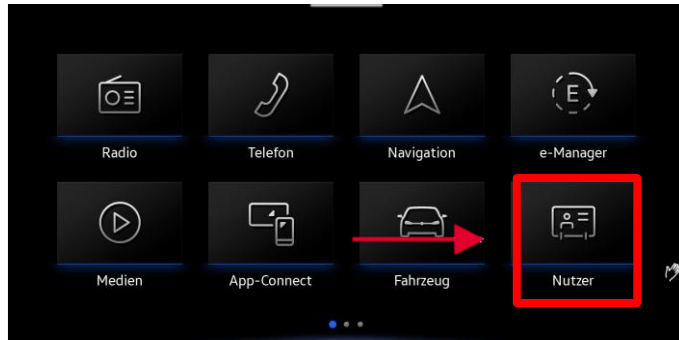 Radio
Telefon
Navigation
E
e-Manager
Medien
App-Connect
Fahrzeug
Nutzer